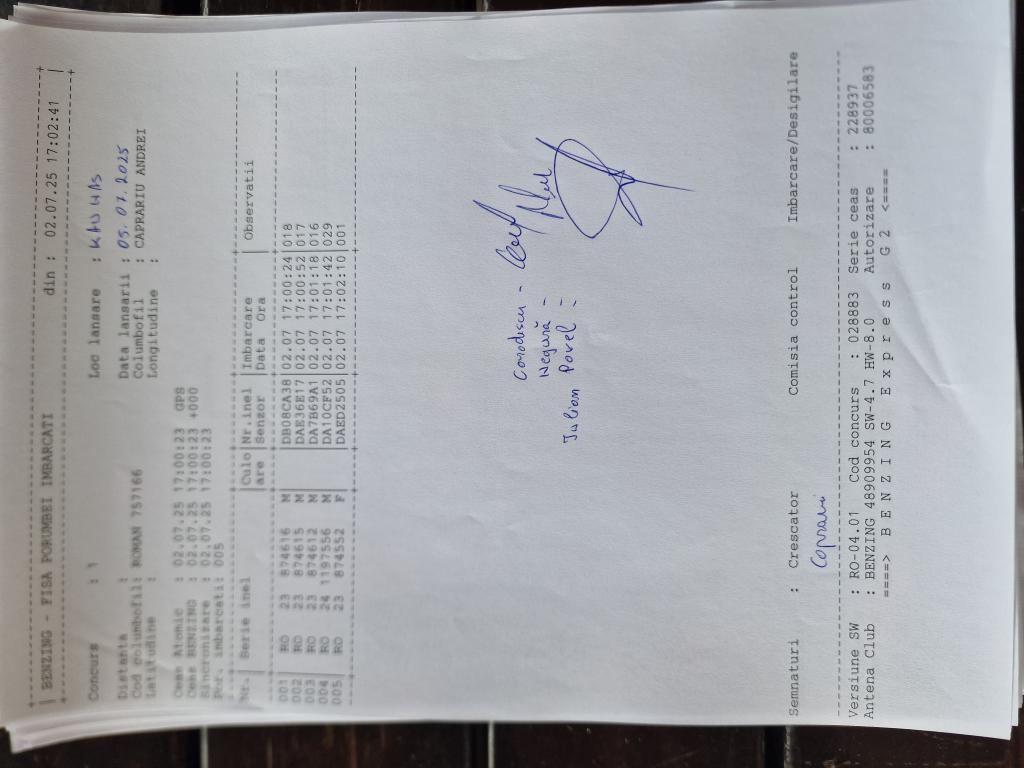 BENZING - FISA PORUMBEI IMBARCATI din : 02.07.25 17:02:41
Concurs : 1 Loc lansare :
Distanta : Data lansarii : 05.07.2025
Cod columbofil: ROMAN 757166 Columbofil : CAPRARIU ANDREI
Latitudine : Longitudine :
Ceas Atomic : 02.07.25 17:00:23 GPS
Ceas BENZING : 02.07.25 17:00:23 +000
Sincronizare : 02.07.25 17:00:23
Por. imbarcati: 005
Nr. | Serie inel |Culo|Nr.inel |Imbarcare | Observatii
|are |Senzor |Data Ora |
001 | RO 23 874616 M | |DB08CA38|02.07 17:00:24|018
002 | RO 23 874615 M | |DAE36E17|02.07 17:00:52|017
003 | RO 23 874612 M | |DA7B69A1|02.07 17:01:18|016
004 | RO 24 1197556 M | |DA10CF52|02.07 17:01:42|029
005 | RO 23 874552 F | |DAED2505|02.07 17:02:10|001
Negură -
Iulian Pavel :
Semnaturi : Crescator Comisia control Imbarcare/Desigilare
Versiune SW : RO-04.01 Cod concurs : 028883 Serie ceas : 228937
Antena Club : BENZING 48909954 SW-4.7 HW-8.0 Autorizare : 80006583
====> B E N Z I N G E x p r e s s G 2 <====